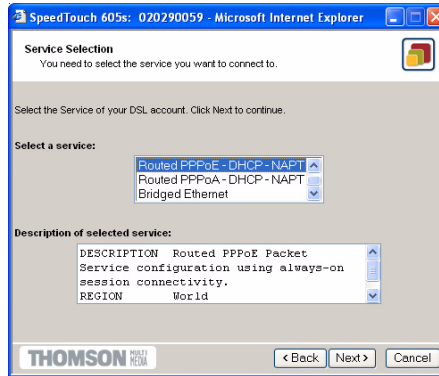 SpeedTouch 605s: 020290059 - Microsoft Internet Explorer
Service Selection
You need to select the service you want to connect to.
Select the Service of your DSL account. Click Next to continue.
Select a service:
Routed PPPoE - DHCP - NAPT
Routed PPPoA - DHCP - NAPT
Bridged Ethernet
Description of selected service:
DESCRIPTION Routed PPPoE Packet
Service configuration using always-on
session connectivity.
REGION World
THOMSON MULTI MEDIA
< Back Next > Cancel